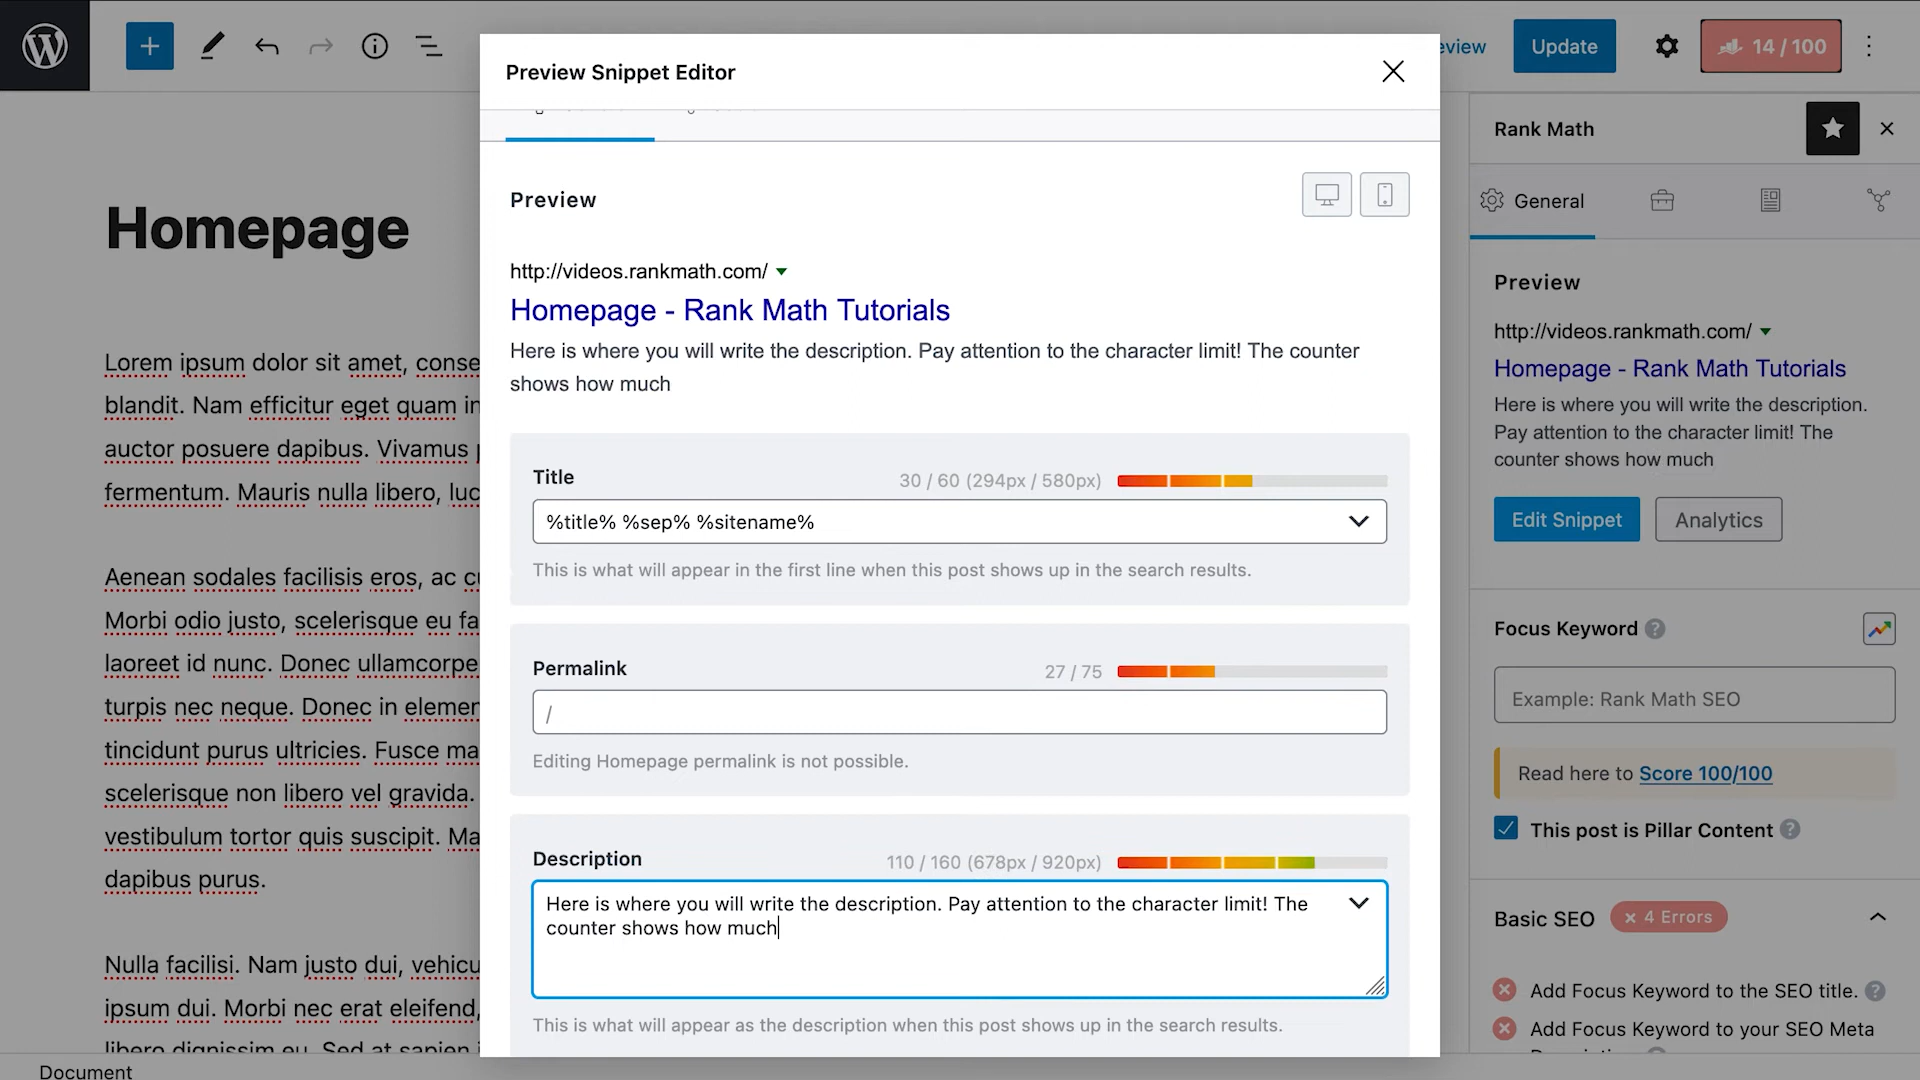 eview
Update
14 / 100
Preview Snippet Editor
Rank Math
General
Homepage
Preview
http://videos.rankmath.com/
Homepage - Rank Math Tutorials
Here is where you will write the description. Pay attention to the character limit! The counter
shows how much
Title
30 / 60 (294px / 580px)
%title% %sep% %sitename%
This is what will appear in the first line when this post shows up in the search results.
Permalink
27 / 75
/
Editing Homepage permalink is not possible.
Description
110 / 160 (678px / 920px)
Here is where you will write the description. Pay attention to the character limit! The
counter shows how much
This is what will appear as the description when this post shows up in the search results.
Lorem ipsum dolor sit amet, conse
blandit. Nam efficitur eget quam in
auctor posuere dapibus. Vivamus
fermentum. Mauris nulla libero, luc
Aenean sodales facilisis eros, ac cu
Morbi odio justo, scelerisque eu fa
laoreet id nunc. Donec ullamcorpe
turpis nec neque. Donec in elemen
tincidunt purus ultricies. Fusce ma
scelerisque non libero vel gravida.
vestibulum tortor quis suscipit. Ma
dapibus purus.
Nulla facilisi. Nam justo dui, vehicu
ipsum dui. Morbi nec erat eleifend,
libero dignissim eu. Sed at sapien i
Document
Preview
http://videos.rankmath.com/
Homepage - Rank Math Tutorials
Here is where you will write the description.
Pay attention to the character limit! The
counter shows how much
Edit Snippet
Analytics
Focus Keyword
Example: Rank Math SEO
Read here to Score 100/100
This post is Pillar Content
Basic SEO
4 Errors
Add Focus Keyword to the SEO title.
Add Focus Keyword to your SEO Meta